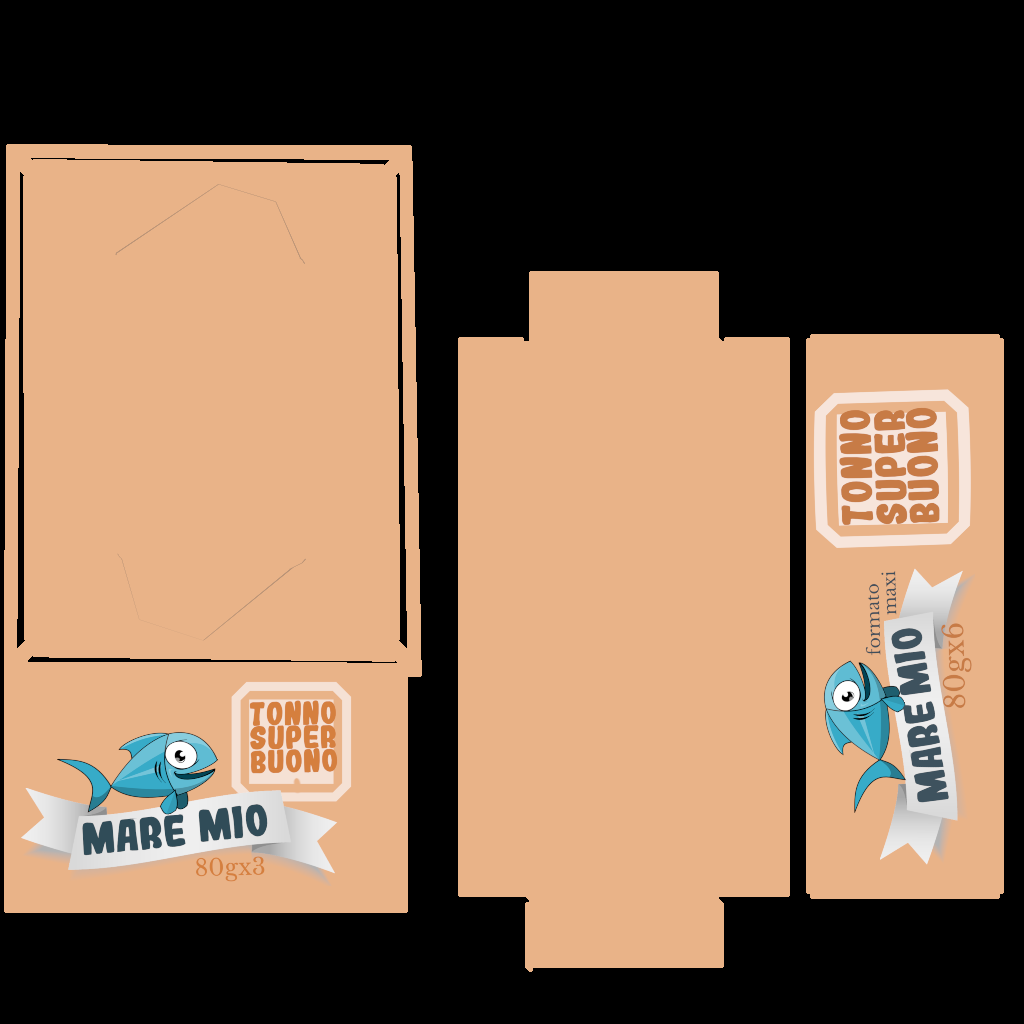 TONNO
SUPER
BUONO
MARE MIO
80gx3
TONNO
SUPER
BUONO
formato
maxi
MARE MIO
80gx6